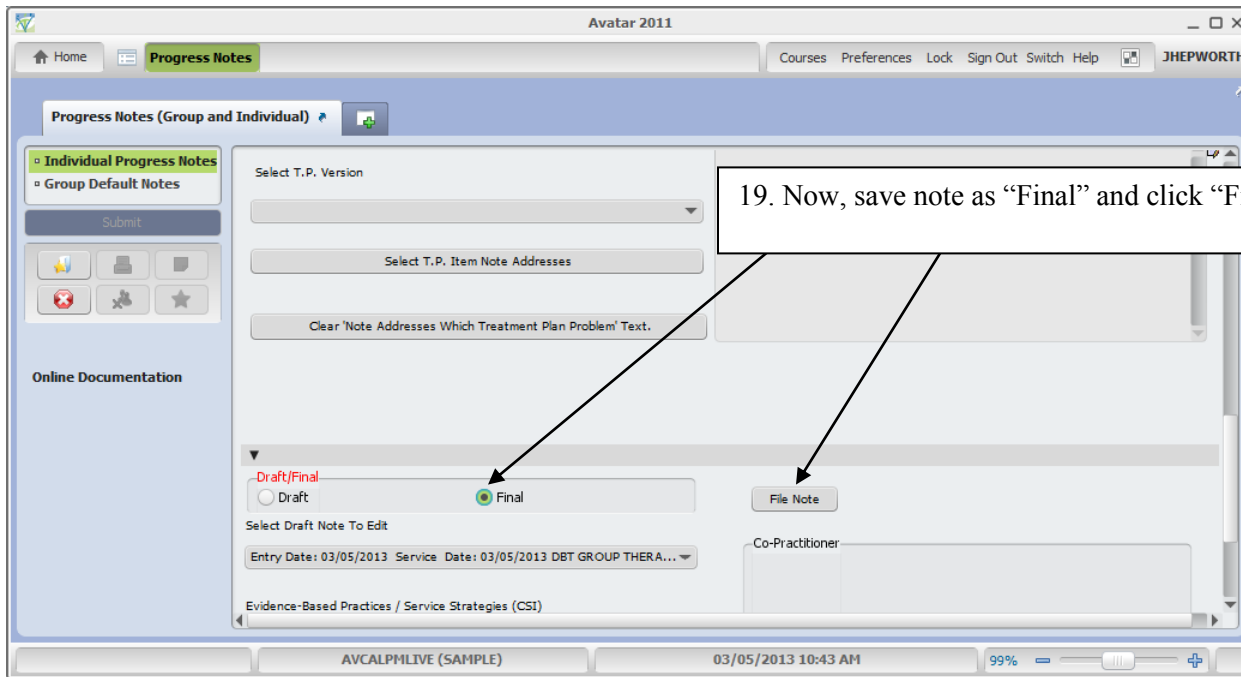 Avatar 2011
Home
Progress Notes
Courses Preferences Lock Sign Out Switch Help
JHEPWORTH
Progress Notes (Group and Individual)
Individual Progress Notes
Group Default Notes
Submit
Online Documentation
Select T.P. Version
Select T.P. Item Note Addresses
Clear 'Note Addresses Which Treatment Plan Problem' Text.
19. Now, save note as “Final” and click “Fi
Draft/Final
Draft
Final
File Note
Select Draft Note To Edit
Entry Date: 03/05/2013 Service Date: 03/05/2013 DBT GROUP THERA...
Co-Practitioner
Evidence-Based Practices / Service Strategies (CSI)
AVCALPMLIVE (SAMPLE)
03/05/2013 10:43 AM
99%